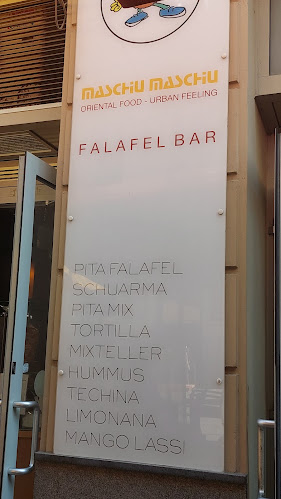 MASCHU MASCHU
ORIENTAL FOOD - URBAN FEELING
FALAFEL BAR
PITA FALAFEL
SCHUARMA
PITA MIX
TORTILLA
MIXTELLER
HUMMUS
TECHINA
LIMONANA
MANGO LASSI